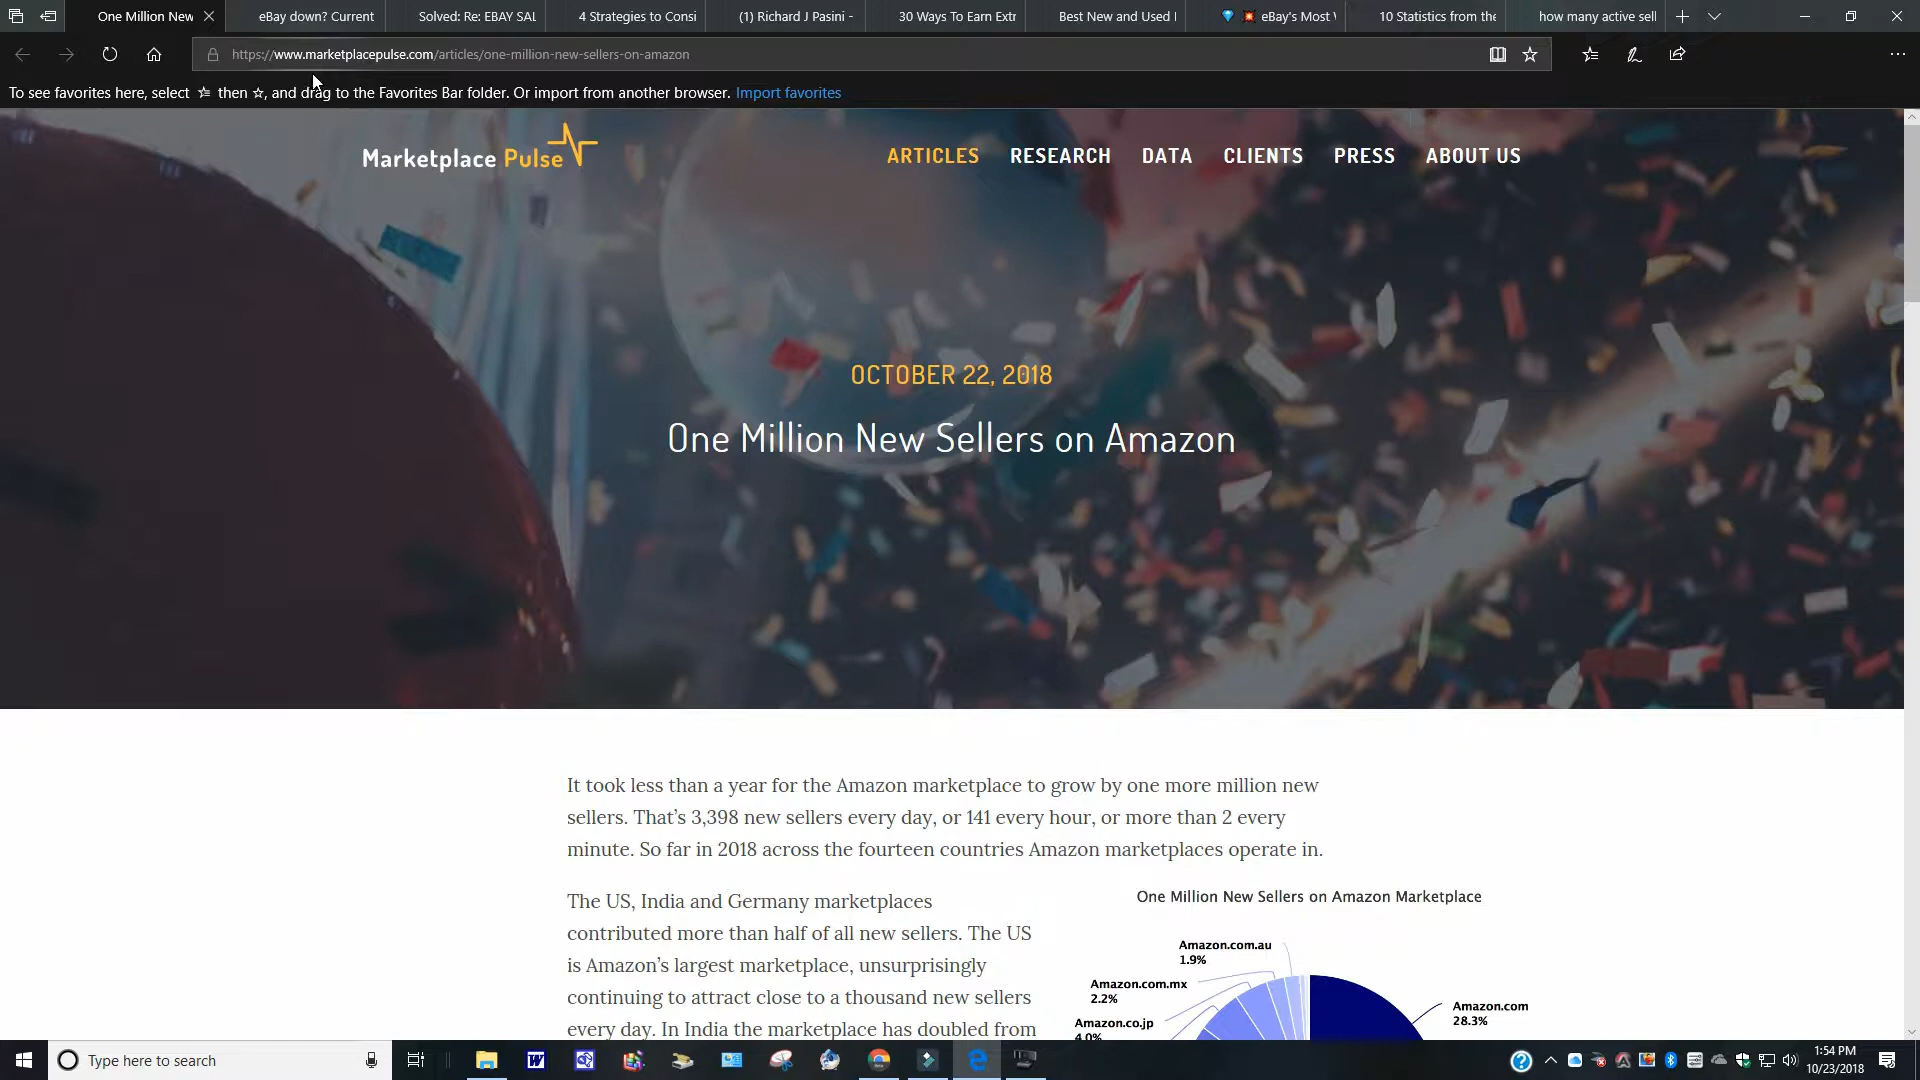 One Million New
eBay down? Current
Solved: Re: EBAY SAL
4 Strategies to Consi
(1) Richard J Pasini -
30 Ways To Earn Extr
Best New and Used
eBay's Most
10 Statistics from the
how many active sell
https://www.marketplacepulse.com/articles/one-million-new-sellers-on-amazon
To see favorites here, select then ☆, and drag to the Favorites Bar folder. Or import from another browser. Import favorites
Marketplace Pulse
ARTICLES RESEARCH DATA CLIENTS PRESS ABOUT US
OCTOBER 22, 2018
One Million New Sellers on Amazon
It took less than a year for the Amazon marketplace to grow by one more million new
sellers. That's 3,398 new sellers every day, or 141 every hour, or more than 2 every
minute. So far in 2018 across the fourteen countries Amazon marketplaces operate in.
The US, India and Germany marketplaces
contributed more than half of all new sellers. The US
is Amazon's largest marketplace, unsurprisingly
continuing to attract close to a thousand new sellers
every day. In India the marketplace has doubled from
One Million New Sellers on Amazon Marketplace
Amazon.com.au
1.9%
Amazon.com.mx
2.2%
Amazon.co.jp
4.0%
Amazon.com
28.3%
Type here to search
1:54 PM
10/23/2018